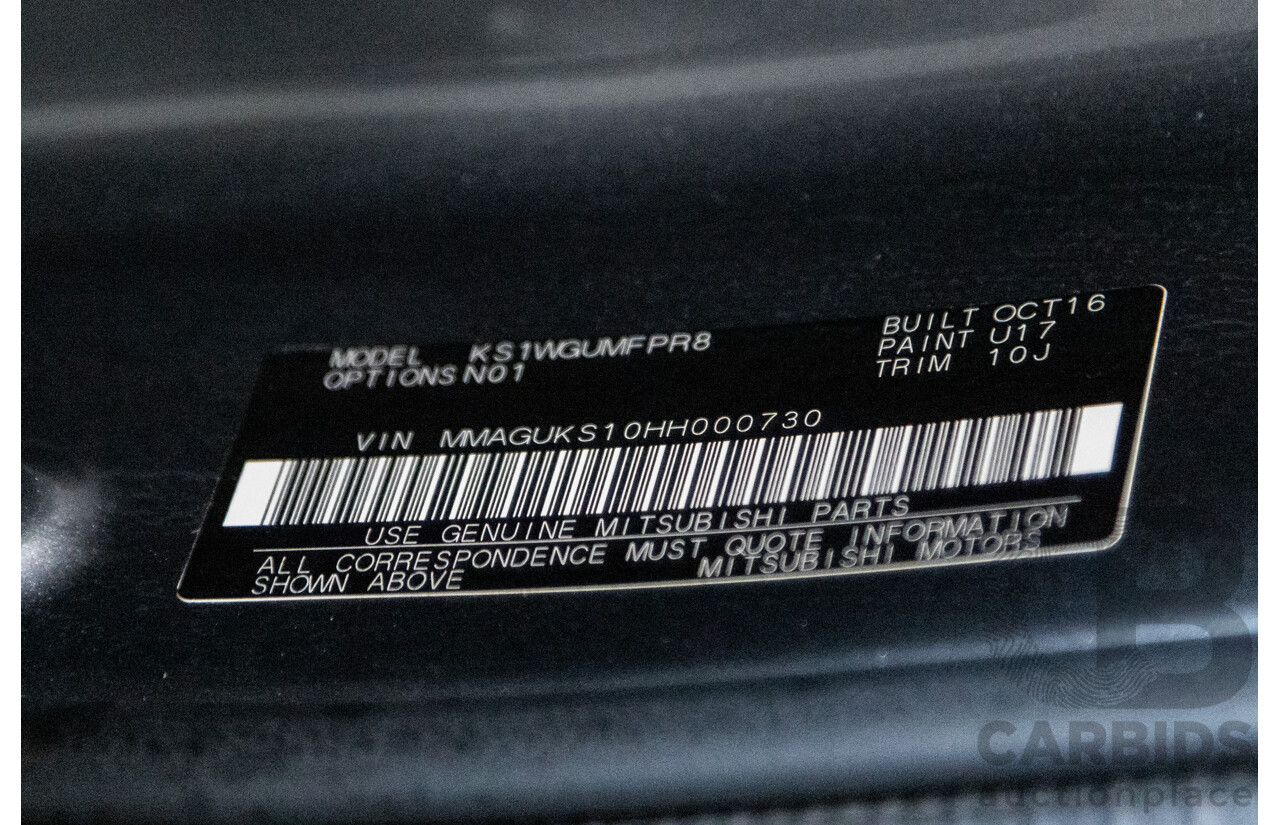 MODEL KS1WGUMFPR8
OPTIONS N01
BUILT OCT16
PAINT U17
TRIM 10J
VIN MMAGUKS10HH000730
USE GENUINE MITSUBISHI PARTS
ALL CORRESPONDENCE MUST QUOTE INFORMATION
SHOWN ABOVE MITSUBISHI MOTORS
B
CARBIDS
auctionplace